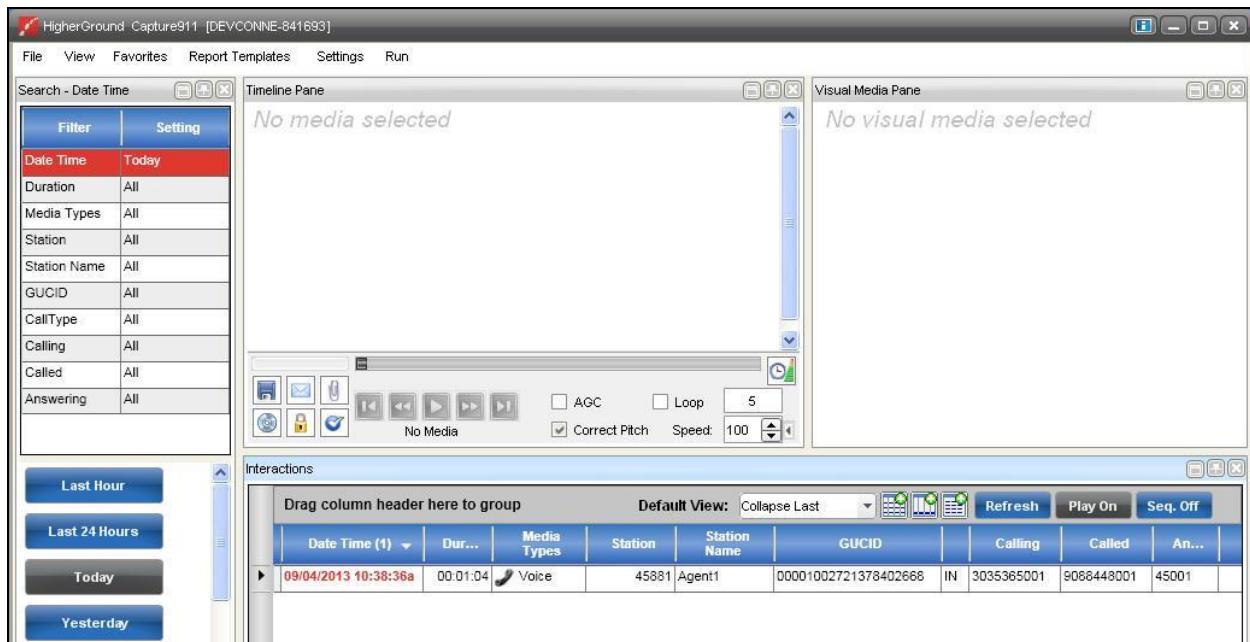 HigherGround Capture911 [DEVCONNE-841693]
File View Favorites Report Templates Settings Run
Search - Date Time
Filter Setting
Date Time Today
Duration All
Media Types All
Station All
Station Name All
GUCID All
CallType All
Calling All
Called All
Answering All
Last Hour
Last 24 Hours
Today
Yesterday
Timeline Pane
No media selected
No Media
AGC
Loop 5
Correct Pitch
Speed: 100
Visual Media Pane
No visual media selected
Interactions
Drag column header here to group
Default View: Collapse Last
Refresh Play On Seq. Off
Date Time (1) Dur... Media Types Station Station Name GUCID Calling Called An...
09/04/2013 10:38:36a 00:01:04 Voice 45881 Agent1 00001002721378402668 IN 3035365001 9088448001 45001